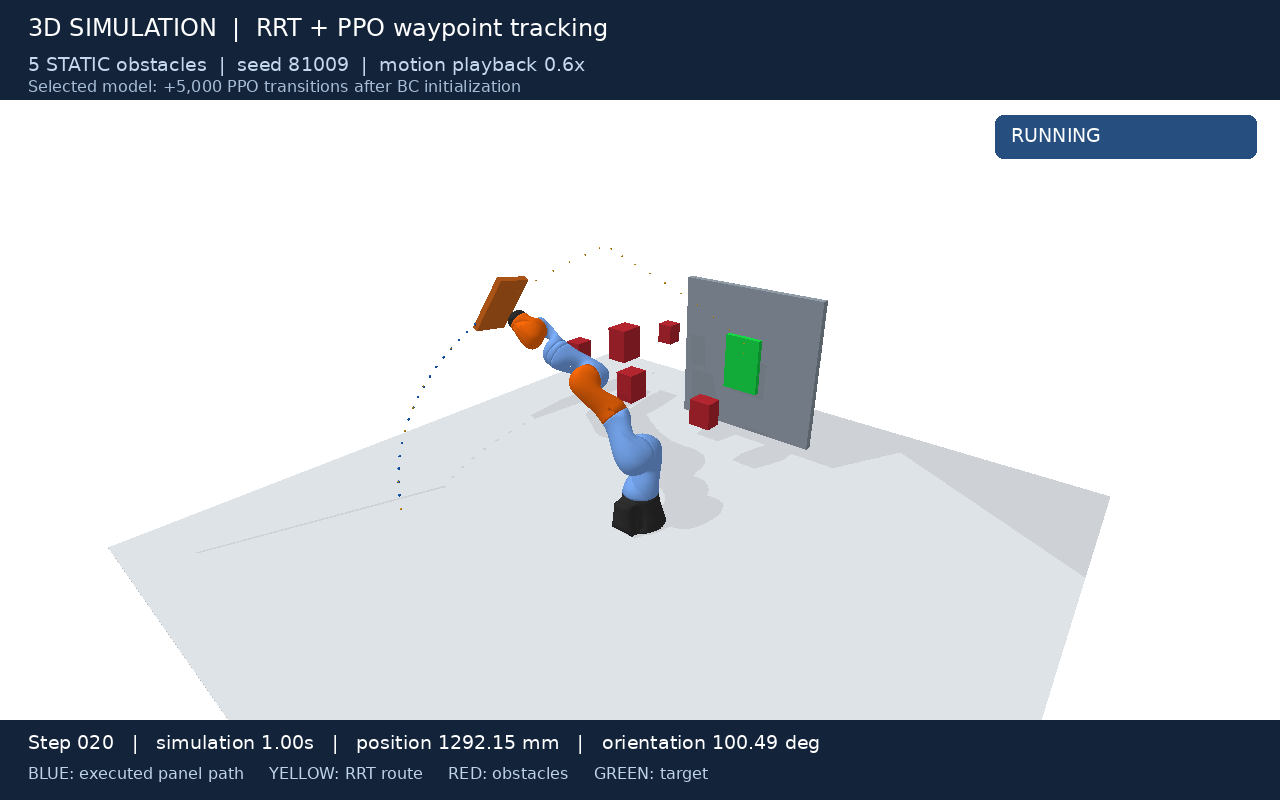 3D SIMULATION | RRT + PPO waypoint tracking
5 STATIC obstacles | seed 81009 | motion playback 0.6x
Selected model: +5,000 PPO transitions after BC initialization
RUNNING
Step 020 | simulation 1.00s | position 1292.15 mm | orientation 100.49 deg
BLUE: executed panel path YELLOW: RRT route RED: obstacles GREEN: target